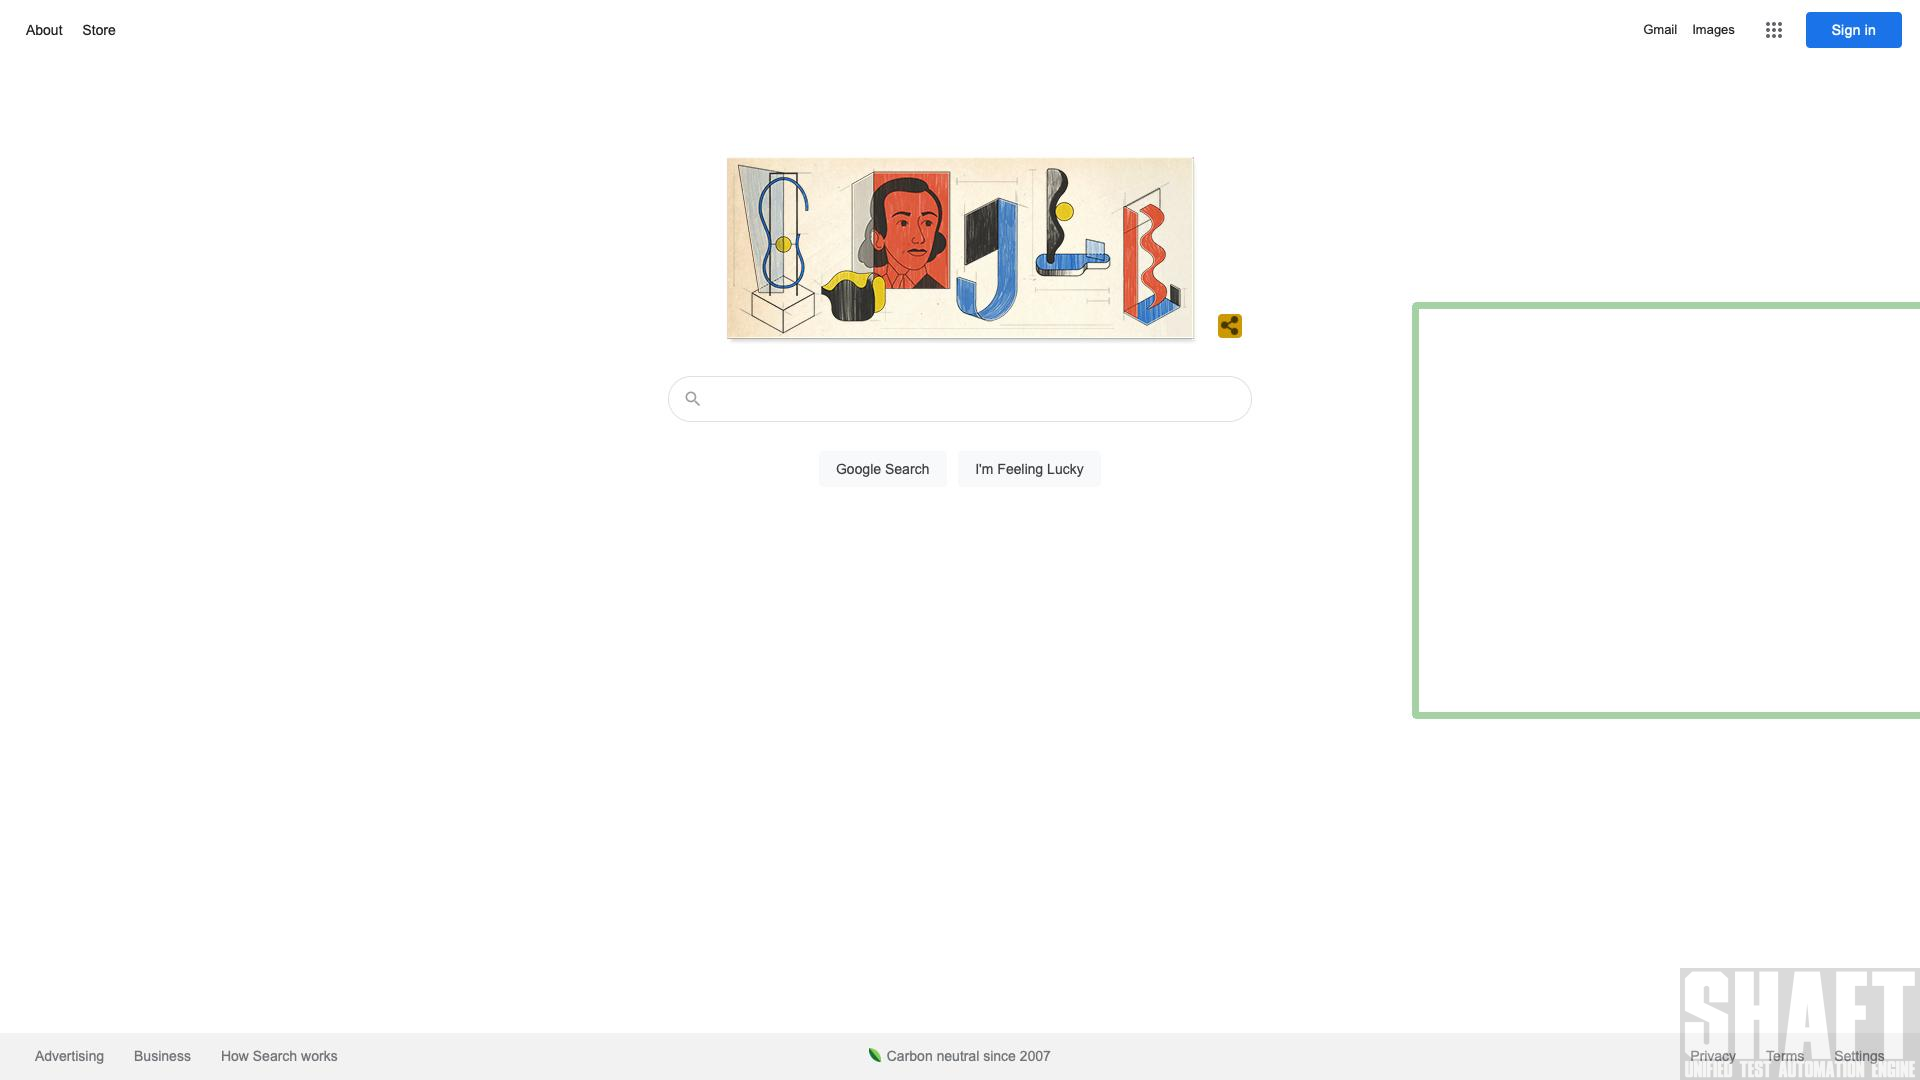 About Store
Gmail Images Sign in
Google Search I'm Feeling Lucky
Advertising Business How Search works
Carbon neutral since 2007
Privacy Terms Settings
SHAFT
UNIFIED TEST AUTOMATION ENGINE